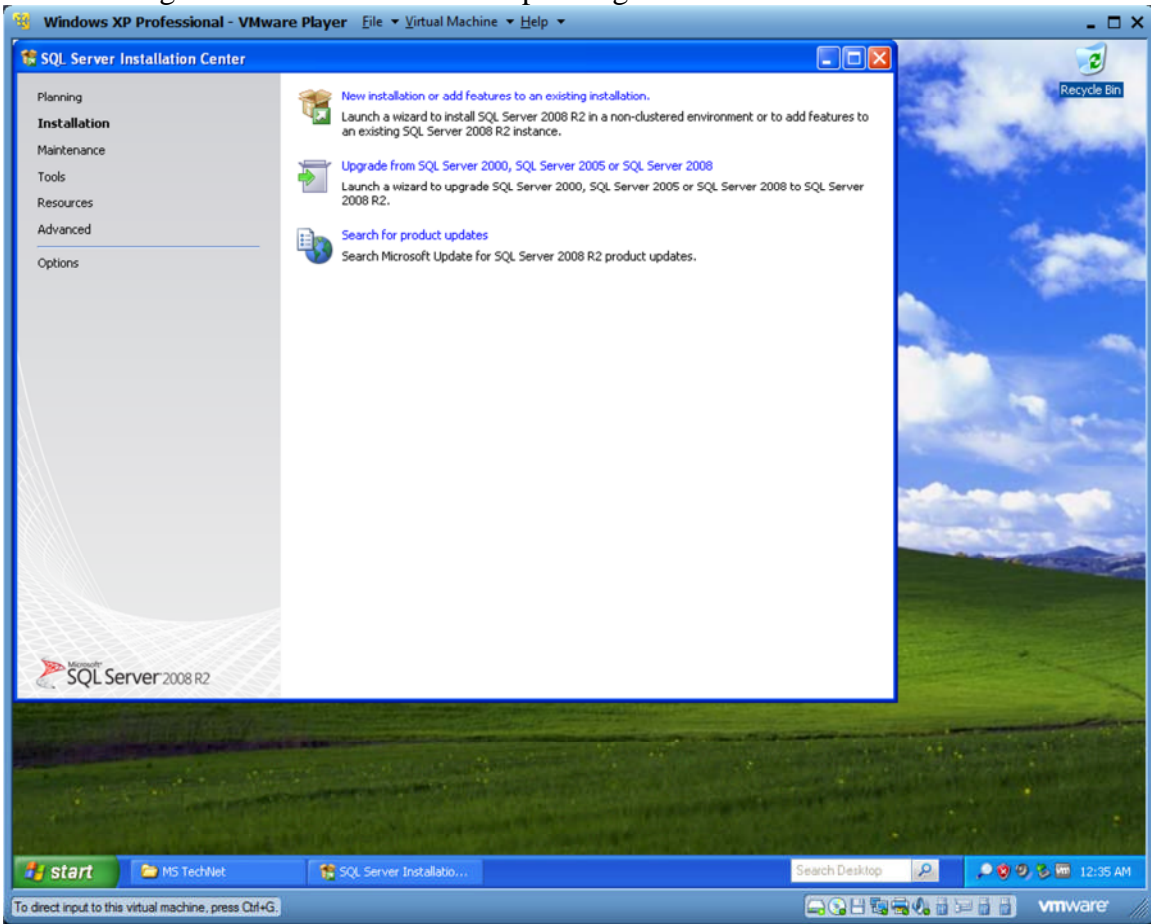 Windows XP Professional - VMware Player File Virtual Machine Help
SQL Server Installation Center
Recycle Bin
Planning
Installation
Maintenance
Tools
Resources
Advanced
Options
New installation or add features to an existing installation.
Launch a wizard to install SQL Server 2008 R2 in a non-clustered environment or to add features to
an existing SQL Server 2008 R2 instance.
Upgrade from SQL Server 2000, SQL Server 2005 or SQL Server 2008
Launch a wizard to upgrade SQL Server 2000, SQL Server 2005 or SQL Server 2008 to SQL Server
2008 R2.
Search for product updates
Search Microsoft Update for SQL Server 2008 R2 product updates.
Microsoft
SQL Server 2008 R2
start MS TechNet SQL Server Installatio... Search Desktop 12:35 AM
To direct input to this virtual machine, press Ctrl+G. vmware